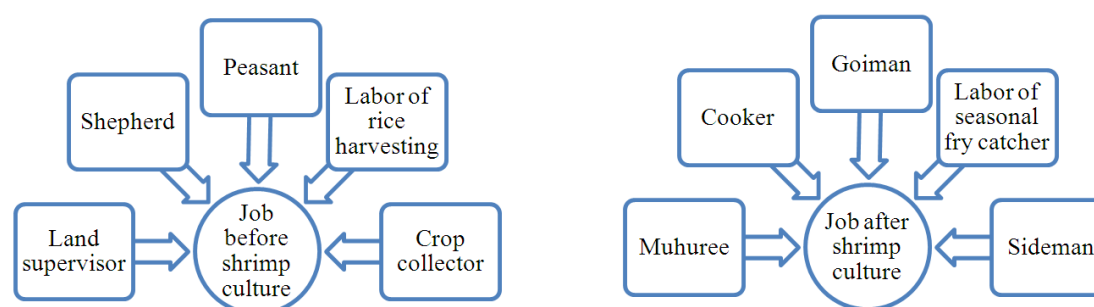 Peasant
Shepherd
Labor of
rice
harvesting
Land
supervisor
Job
before
shrimp
culture
Crop
collector
Goiman
Cooker
Labor of
seasonal
fry catcher
Muhuree
Job after
shrimp
culture
Sideman